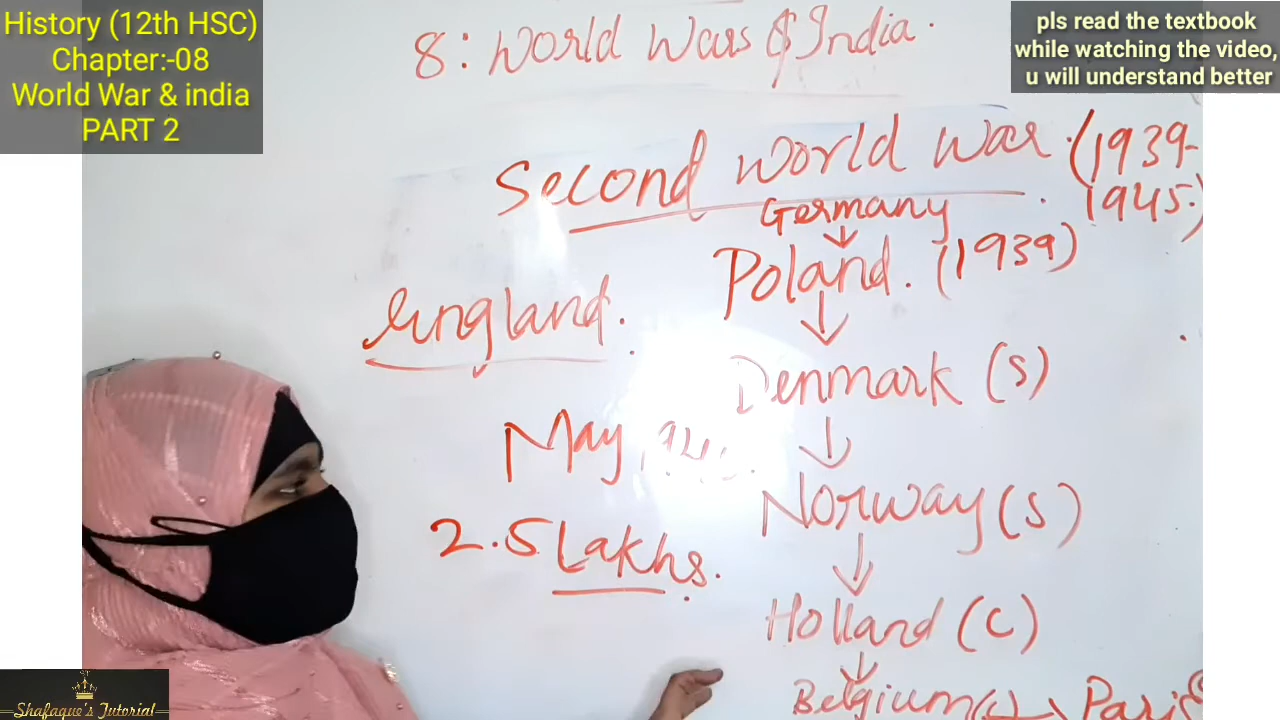 History (12th HSC)
Chapter:-08
World War & india
PART 2
pls read the textbook
while watching the video,
u will understand better
8: World Wars & India.
Second World War. (1939-
1945.)
Germany
↓
Poland. (1939)
↓
England.
Denmark (S)
↓
May
Norway (S)
2.5 Lakhs.
↓
Holland (C)
↓
Belgium
Shafaque's Tutorial